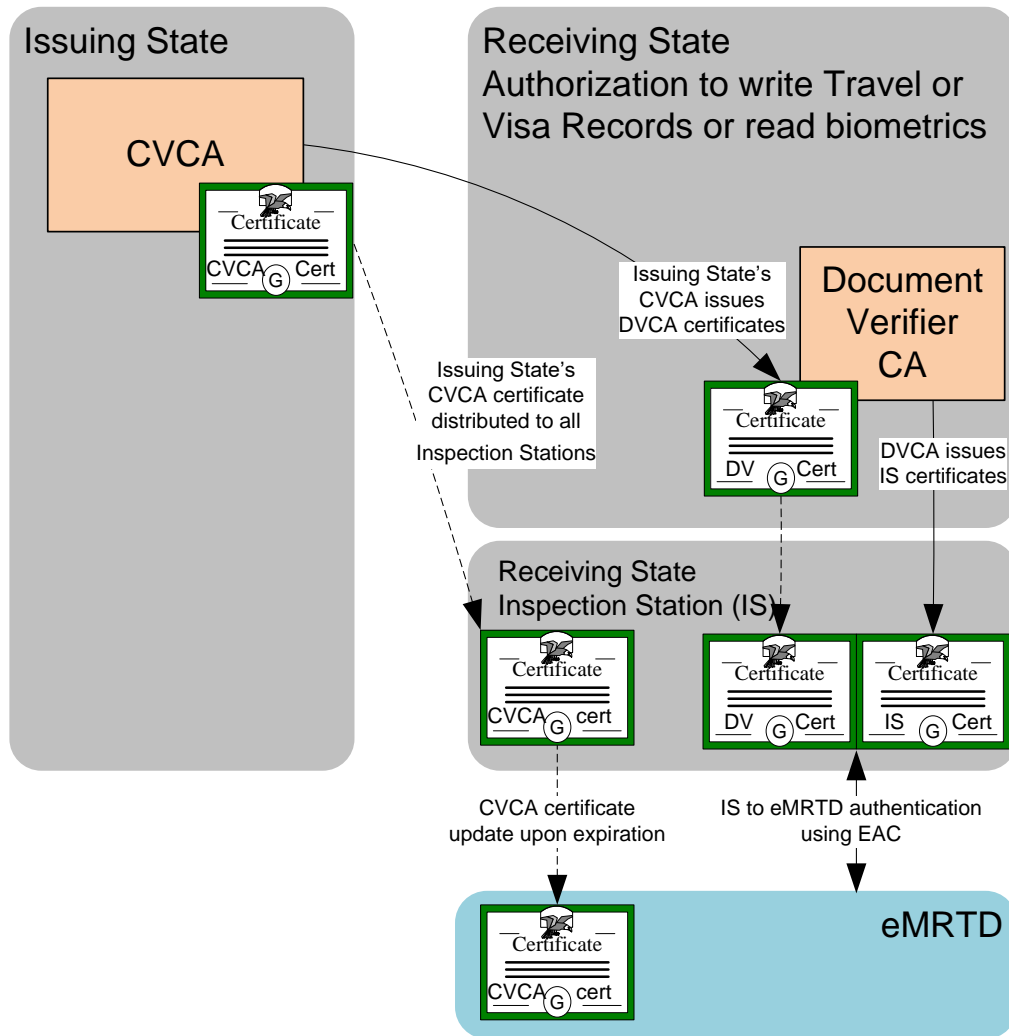 Issuing State
CVCA
Certificate
CVCA G Cert
Receiving State
Authorization to write Travel or
Visa Records or read biometrics
Issuing State's
CVCA issues
DVCA certificates
Document
Verifier
CA
Certificate
DV G Cert
Issuing State's
CVCA certificate
distributed to all
Inspection Stations
DVCA issues
IS certificates
Receiving State
Inspection Station (IS)
Certificate
CVCA G cert
Certificate
DV G Cert
Certificate
IS G Cert
CVCA certificate
update upon expiration
IS to eMRTD authentication
using EAC
eMRTD
Certificate
CVCA G cert